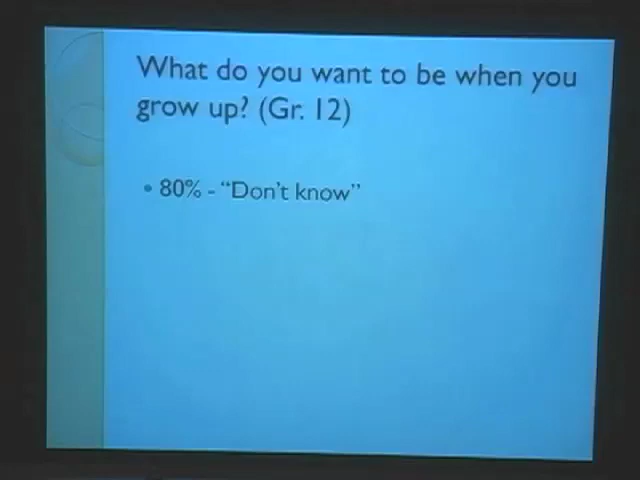 What do you want to be when you
grow up? (Gr. 12)
• 80% - “Don't know”